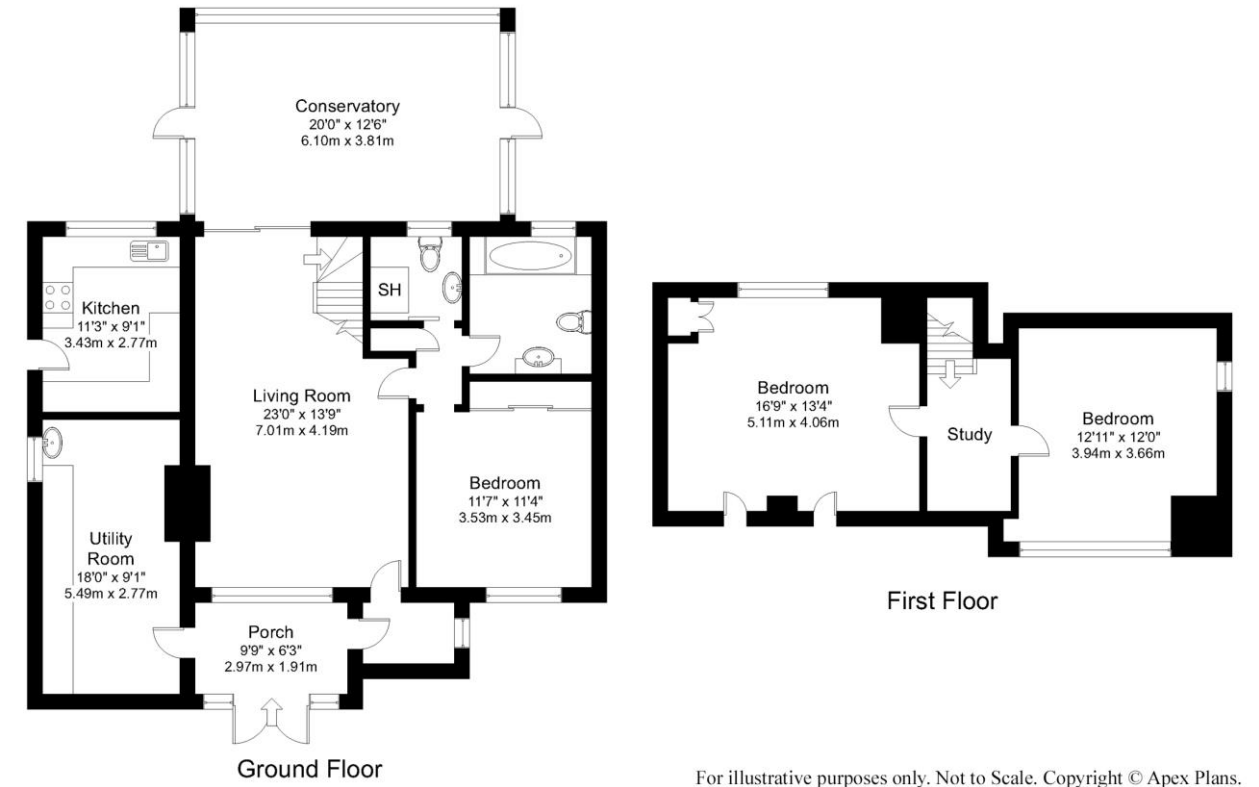 Conservatory
20'0" x 12'6"
6.10m x 3.81m
Kitchen
11'3" x 9'1"
3.43m x 2.77m
SH
Living Room
23'0" x 13'9"
7.01m x 4.19m
Bedroom
11'7" x 11'4"
3.53m x 3.45m
Utility
Room
18'0" x 9'1"
5.49m x 2.77m
Porch
9'9" x 6'3"
2.97m x 1.91m
Ground Floor
Bedroom
16'9" x 13'4"
5.11m x 4.06m
Study
Bedroom
12'11" x 12'0"
3.94m x 3.66m
First Floor
For illustrative purposes only. Not to Scale. Copyright © Apex Plans.